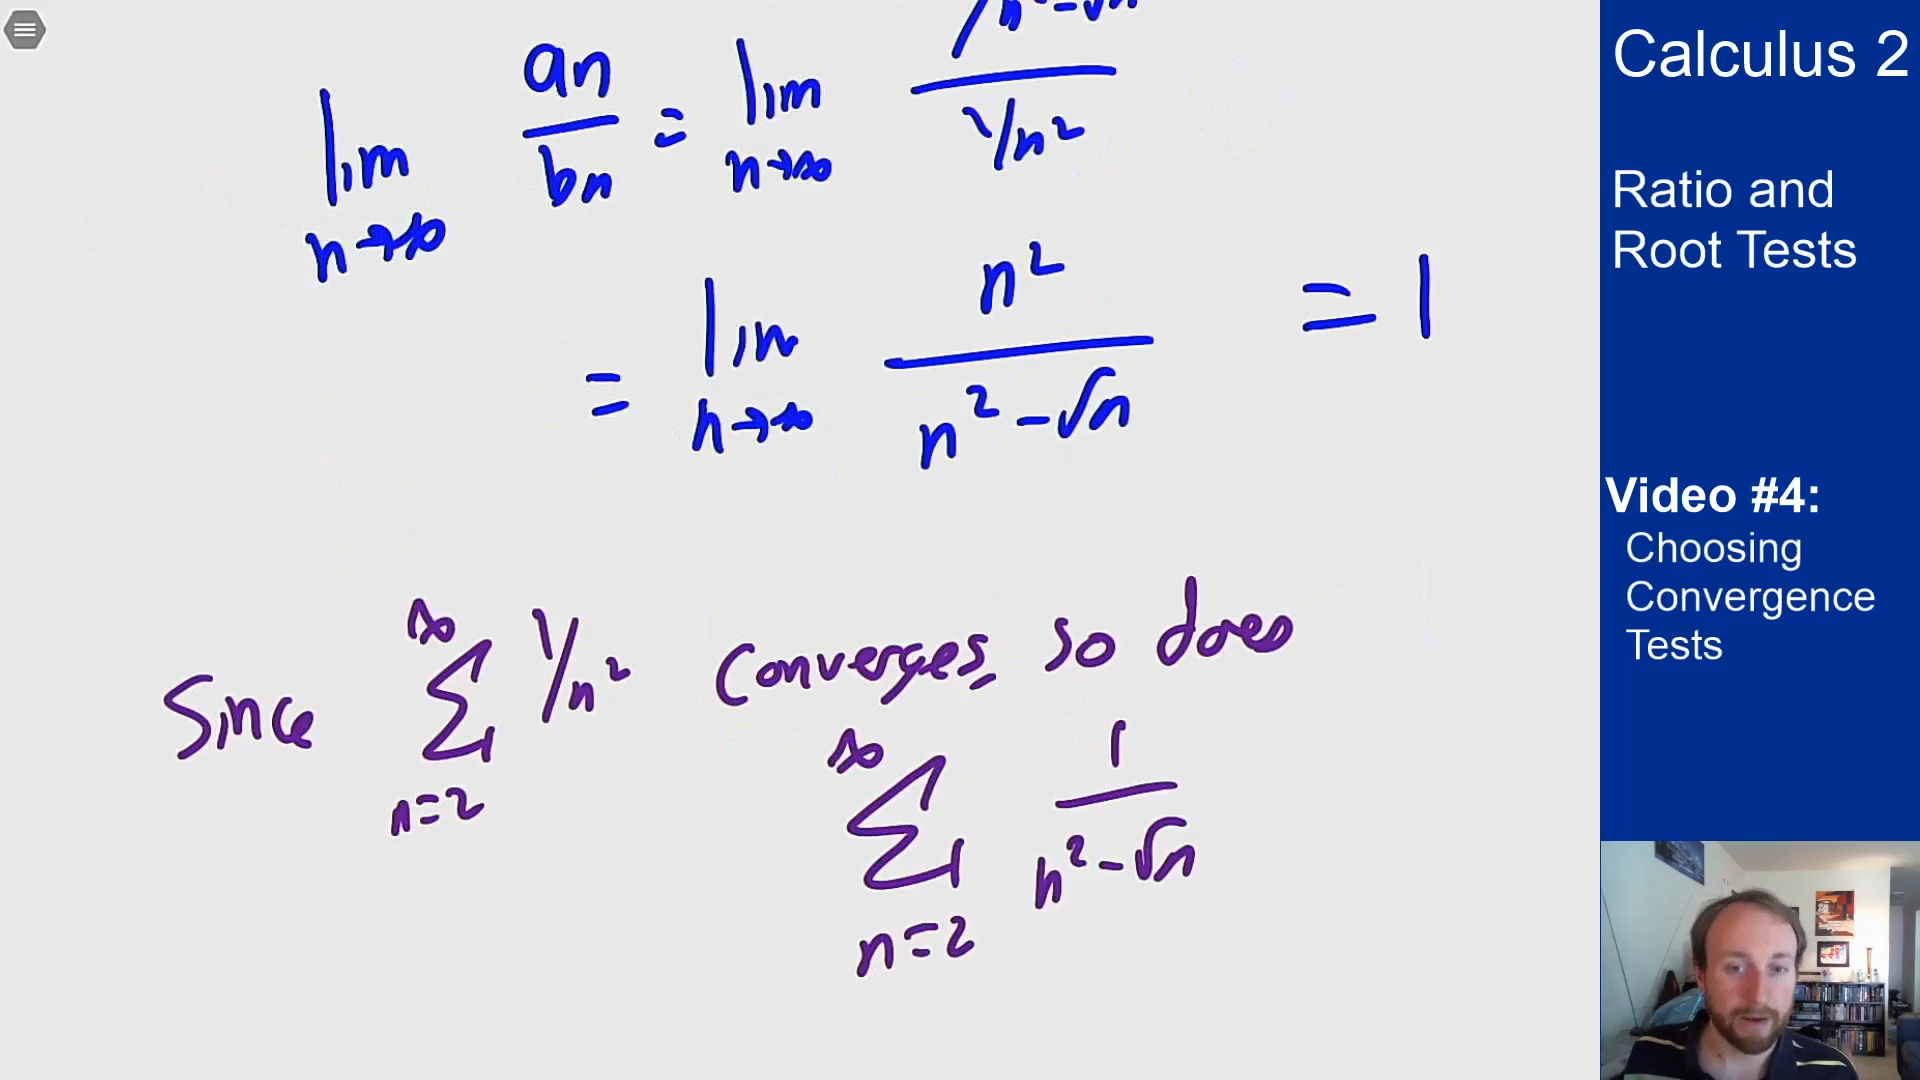 lim n→∞ an/bn = lim n→∞ 1/n²-√n / 1/n²
= lim n→∞ n² / n²-√n = 1
Since ∞ Σ n=2 1/n² converges, so does
∞ Σ n=2 1 / n²-√n
Calculus 2
Ratio and
Root Tests
Video #4:
Choosing
Convergence
Tests